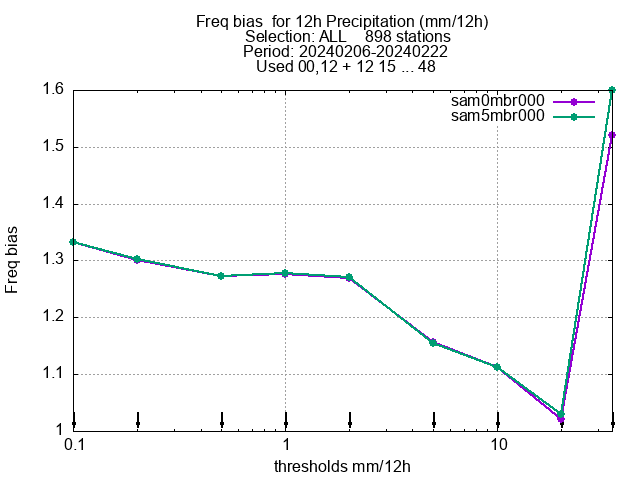 Freq bias  for 12h Precipitation (mm/12h)
Selection: ALL    898 stations
Period: 20240206-20240222
Used 00,12 + 12 15 ... 48
sam0mbr000
sam5mbr000
1.6
1.5
1.4
1.3
1.2
1.1
1
Freq bias
0.1 1 10
thresholds mm/12h